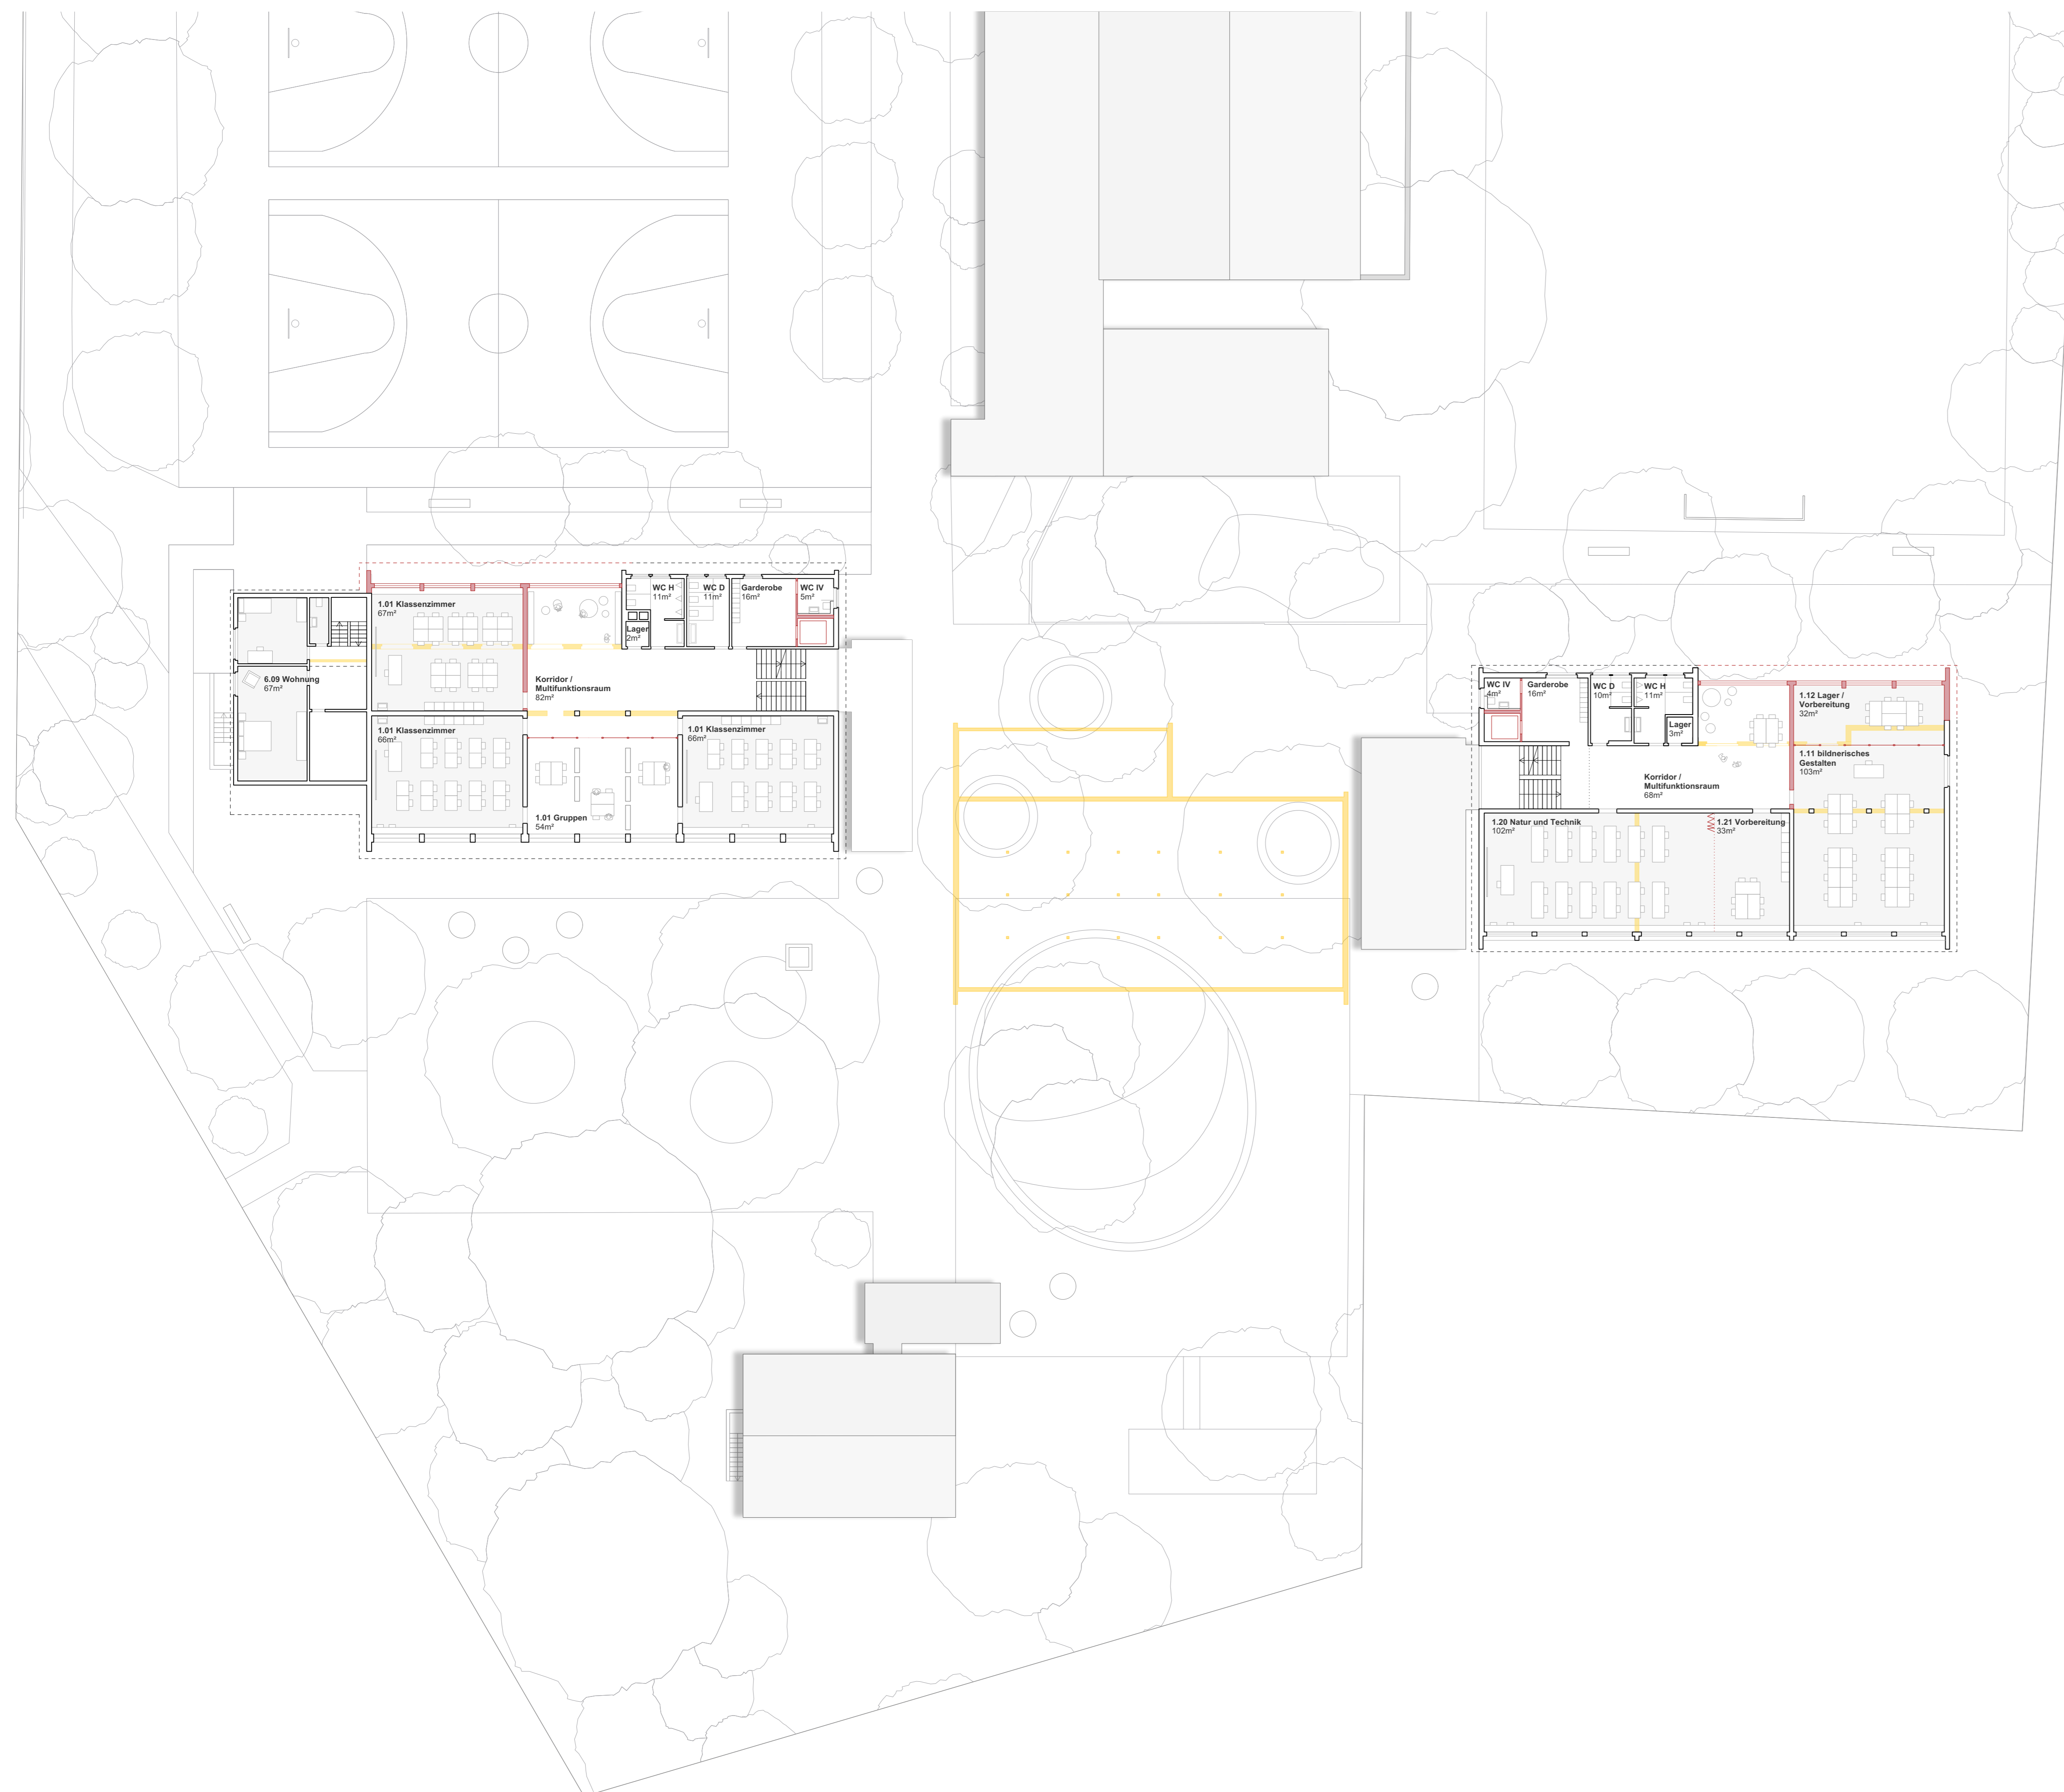 1.01 Klassenzimmer
67m²
WC H
11m²
WC D
11m²
Garderobe
16m²
WC IV
5m²
Lager
2m²
6.09 Wohnung
67m²
Korridor /
Multifunktionsraum
82m²
1.01 Klassenzimmer
66m²
1.01 Klassenzimmer
66m²
1.01 Gruppen
54m²
WC IV
4m²
Garderobe
16m²
WC D
10m²
WC H
11m²
Lager
3m²
1.12 Lager /
Vorbereitung
32m²
1.11 bildnerisches
Gestalten
103m²
Korridor /
Multifunktionsraum
68m²
1.20 Natur und Technik
102m²
1.21 Vorbereitung
33m²